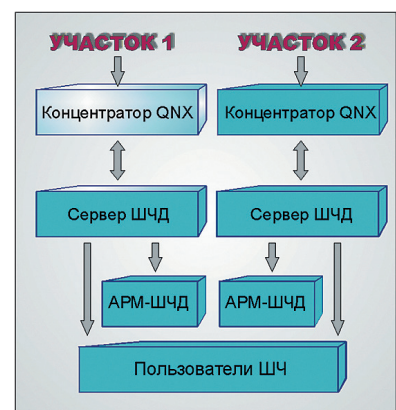 УЧАСТОК 1
УЧАСТОК 2
Концентратор QNX
Концентратор QNX
Сервер ШЧД
Сервер ШЧД
АРМ-ШЧД
АРМ-ШЧД
Пользователи ШЧ